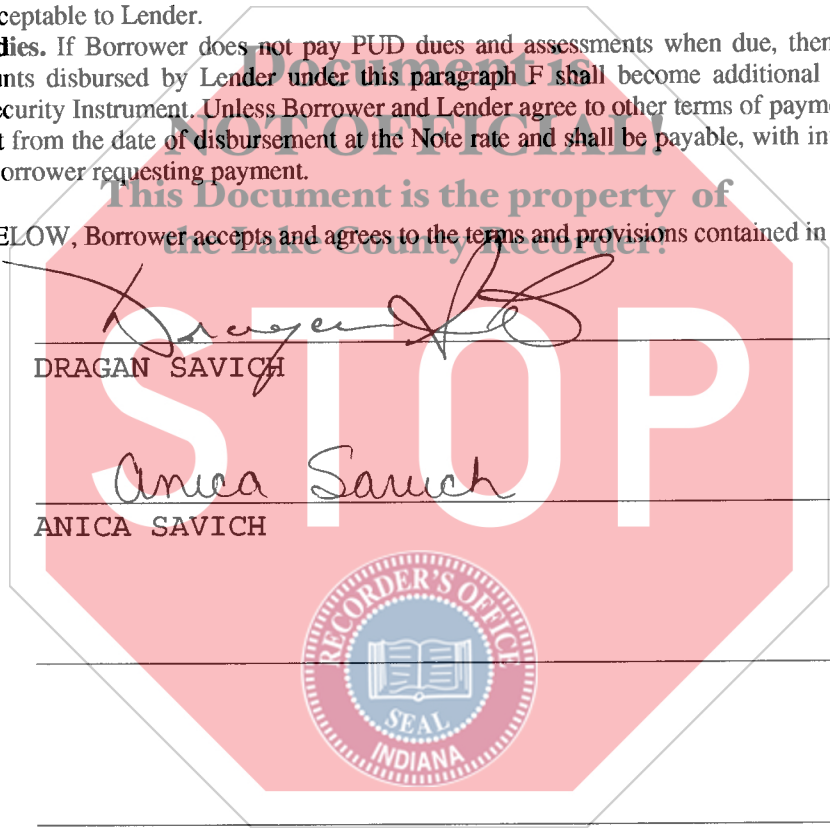 ceptable to Lender.
dies. If Borrower does not pay PUD dues and assessments when due, then
nts disbursed by Lender under this paragraph F shall become additional
ecurity Instrument. Unless Borrower and Lender agree to other terms of payme
t from the date of disbursement at the Note rate and shall be payable, with in
orrower requesting payment.
ELOW, Borrower accepts and agrees to the terms and provisions contained in
Document is
NOT OFFICIAL!
This Document is the property of
the Lake County Recorder!
STOP
Dragan
DRAGAN SAVICH
Anica Savich
ANICA SAVICH
RECORDER'S OFFICE
SEAL
INDIANA